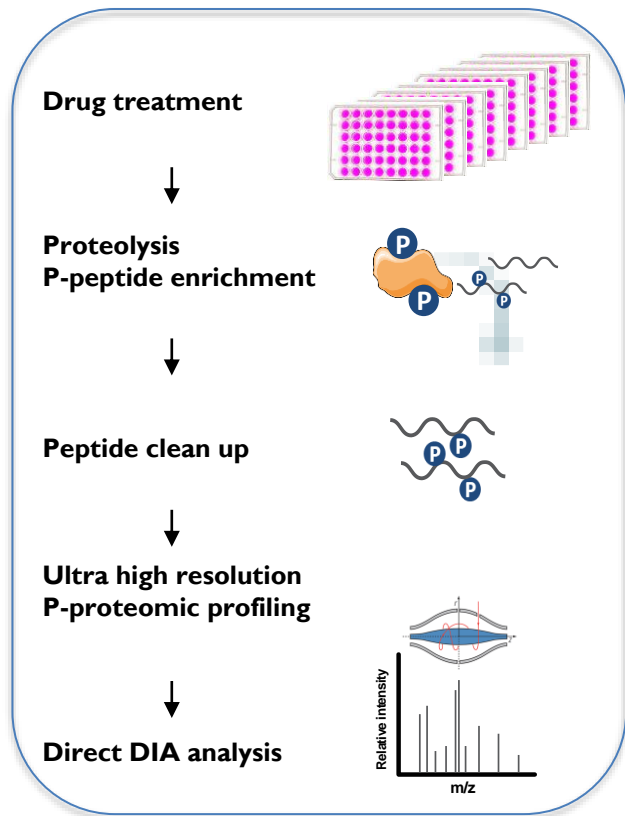 Drug treatment
Proteolysis
P-peptide enrichment
P
P
P
P
Peptide clean up
P
P
P
Ultra high resolution
P-proteomic profiling
r
z
Direct DIA analysis
Relative intensity
m/z